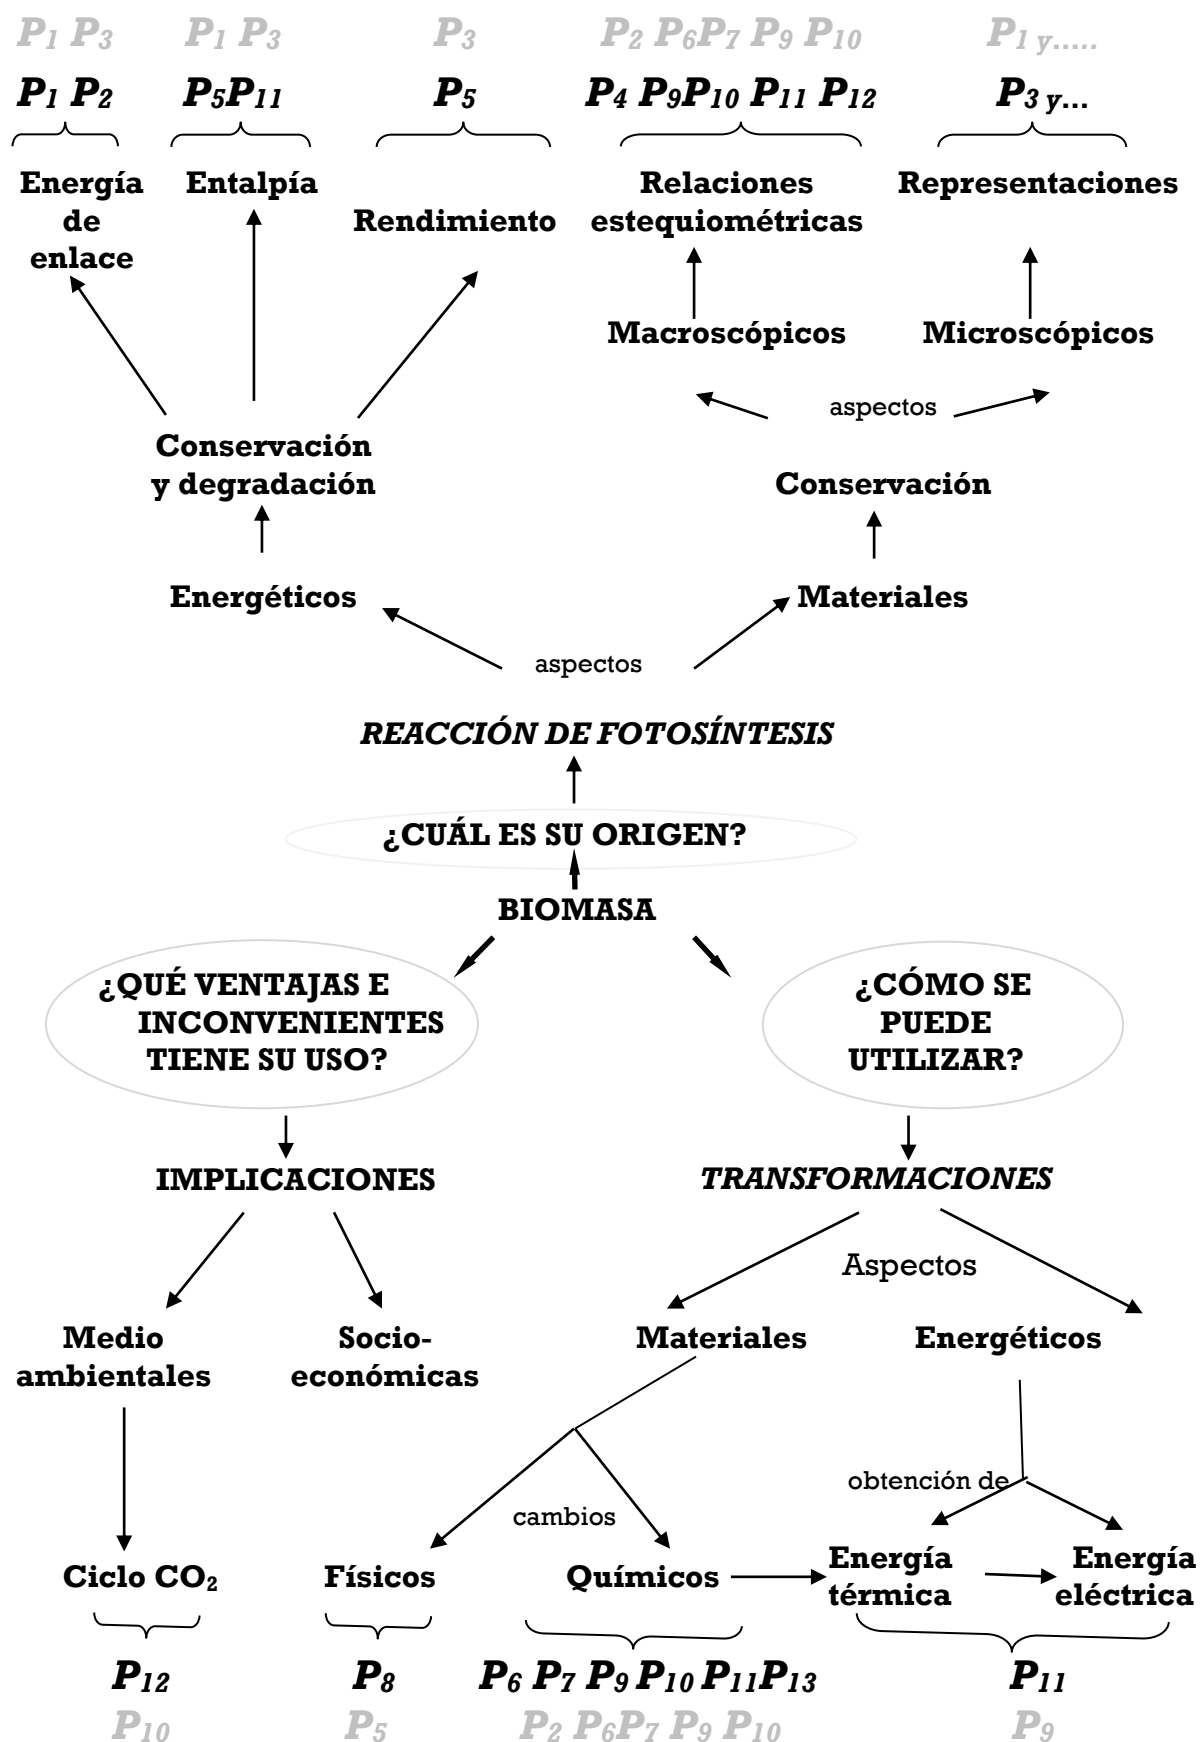 P1 P3 P1 P3 P3 P2 P6P7 P9 P10 P1 y.....
P1 P2 P5P11 P5 P4 P9P10 P11 P12 P3 y...
Energía
de
enlace
Entalpía
Rendimiento
Relaciones
estequiométricas
Representaciones
Macroscópicos
Microscópicos
aspectos
Conservación
y degradación
Conservación
Energéticos
Materiales
aspectos
REACCIÓN DE FOTOSÍNTESIS
¿CUÁL ES SU ORIGEN?
BIOMASA
¿QUÉ VENTAJAS E
INCONVENIENTES
TIENE SU USO?
¿CÓMO SE
PUEDE
UTILIZAR?
IMPLICACIONES
TRANSFORMACIONES
Aspectos
Medio
ambientales
Socio-
económicas
Materiales
Energéticos
obtención de
cambios
Ciclo CO2
Físicos
Químicos
Energía
térmica
Energía
eléctrica
P12 P8 P6 P7 P9 P10 P11P13 P11
P10 P5 P2 P6P7 P9 P10 P9